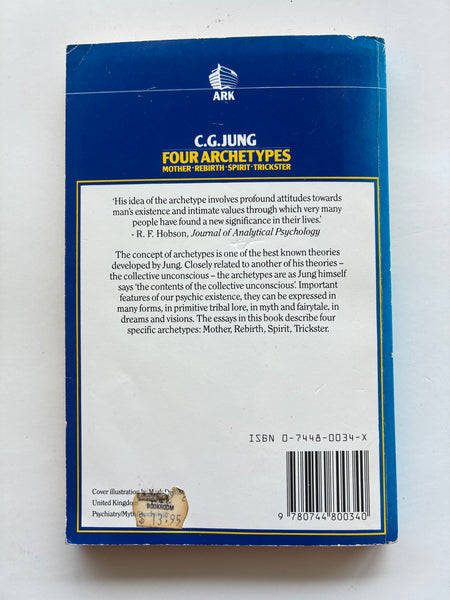 ARK
C.G.JUNG
FOUR ARCHETYPES
MOTHER · REBIRTH · SPIRIT · TRICKSTER
‘His idea of the archetype involves profound attitudes towards
man's existence and intimate values through which very many
people have found a new significance in their lives.’
- R. F. Hobson, Journal of Analytical Psychology
The concept of archetypes is one of the best known theories
developed by Jung. Closely related to another of his theories –
the collective unconscious – the archetypes are as Jung himself
says ‘the contents of the collective unconscious’. Important
features of our psychic existence, they can be expressed in
many forms, in primitive tribal lore, in myth and fairytale, in
dreams and visions. The essays in this book describe four
specific archetypes: Mother, Rebirth, Spirit, Trickster.
ISBN 0-7448-0034-X
Cover illustration by Mark
United Kingdom
BOOKROOM
Psychiatry/Myth
$ 13.95
9 780744 800340